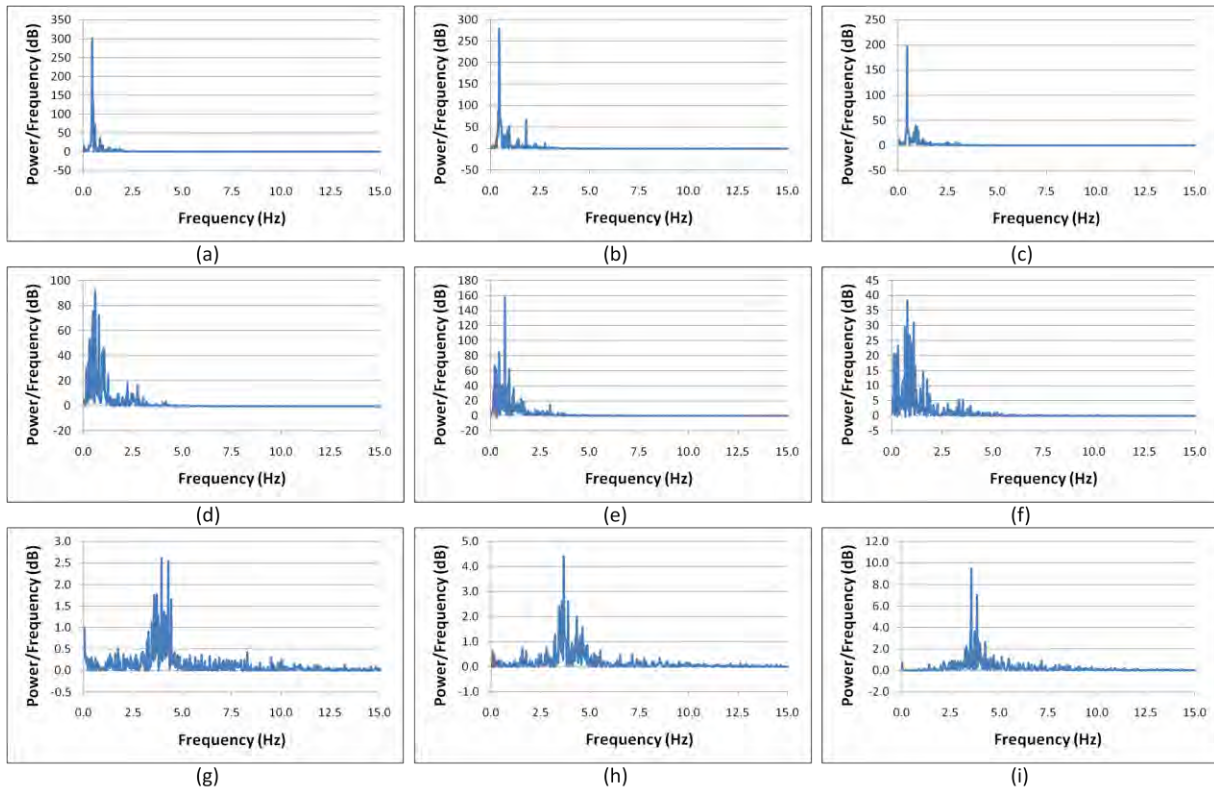 Power/Frequency (dB)
350
300
250
200
150
100
50
0
-50
0.0 2.5 5.0 7.5 10.0 12.5 15.0
Frequency (Hz)
(a)
Power/Frequency (dB)
300
250
200
150
100
50
0
-50
0.0 2.5 5.0 7.5 10.0 12.5 15.0
Frequency (Hz)
(b)
Power/Frequency (dB)
250
200
150
100
50
0
-50
0.0 2.5 5.0 7.5 10.0 12.5 15.0
Frequency (Hz)
(c)
Power/Frequency (dB)
100
80
60
40
20
0
-20
0.0 2.5 5.0 7.5 10.0 12.5 15.0
Frequency (Hz)
(d)
Power/Frequency (dB)
180
160
140
120
100
80
60
40
20
0
-20
0.0 2.5 5.0 7.5 10.0 12.5 15.0
Frequency (Hz)
(e)
Power/Frequency (dB)
45
40
35
30
25
20
15
10
5
0
-5
0.0 2.5 5.0 7.5 10.0 12.5 15.0
Frequency (Hz)
(f)
Power/Frequency (dB)
3.0
2.5
2.0
1.5
1.0
0.5
0.0
-0.5
0.0 2.5 5.0 7.5 10.0 12.5 15.0
Frequency (Hz)
(g)
Power/Frequency (dB)
5.0
4.0
3.0
2.0
1.0
0.0
-1.0
0.0 2.5 5.0 7.5 10.0 12.5 15.0
Frequency (Hz)
(h)
Power/Frequency (dB)
12.0
10.0
8.0
6.0
4.0
2.0
0.0
-2.0
0.0 2.5 5.0 7.5 10.0 12.5 15.0
Frequency (Hz)
(i)